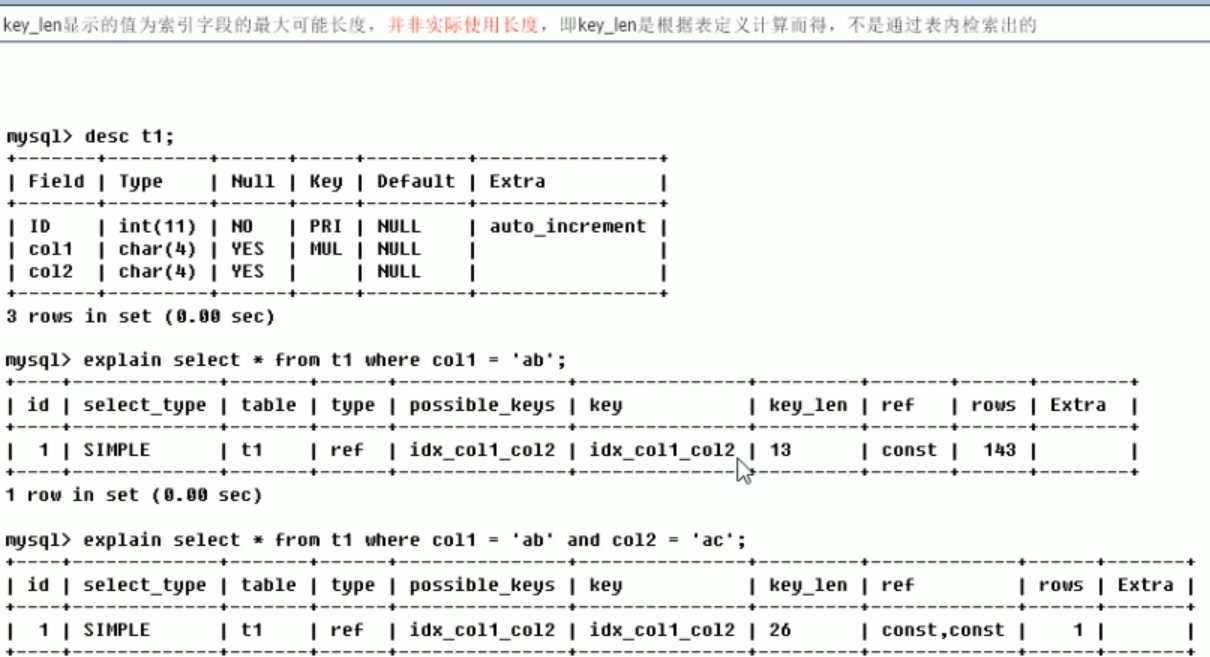 key_len显示的值为索引字段的最大可能长度，并非实际使用长度，即key_len是根据表定义计算而得，不是通过表内检索出的
mysql> desc t1;
+-------+---------+------+-----+---------+----------------+
| Field | Type    | Null | Key | Default | Extra          |
+-------+---------+------+-----+---------+----------------+
| ID    | int(11) | NO   | PRI | NULL    | auto_increment |
| col1  | char(4) | YES  | MUL | NULL    |                |
| col2  | char(4) | YES  |     | NULL    |                |
+-------+---------+------+-----+---------+----------------+
3 rows in set (0.00 sec)
mysql> explain select * from t1 where col1 = 'ab';
+----+-------------+-------+------+---------------+---------------+---------+-------+------+-------+
| id | select_type | table | type | possible_keys | key           | key_len | ref   | rows | Extra |
+----+-------------+-------+------+---------------+---------------+---------+-------+------+-------+
|  1 | SIMPLE      | t1    | ref  | idx_col1_col2 | idx_col1_col2 | 13      | const |  143 |       |
+----+-------------+-------+------+---------------+---------------+---------+-------+------+-------+
1 row in set (0.00 sec)
mysql> explain select * from t1 where col1 = 'ab' and col2 = 'ac';
+----+-------------+-------+------+---------------+---------------+---------+-------------+------+-------+
| id | select_type | table | type | possible_keys | key           | key_len | ref         | rows | Extra |
+----+-------------+-------+------+---------------+---------------+---------+-------------+------+-------+
|  1 | SIMPLE      | t1    | ref  | idx_col1_col2 | idx_col1_col2 | 26      | const,const |    1 |       |
+----+-------------+-------+------+---------------+---------------+---------+-------------+------+-------+